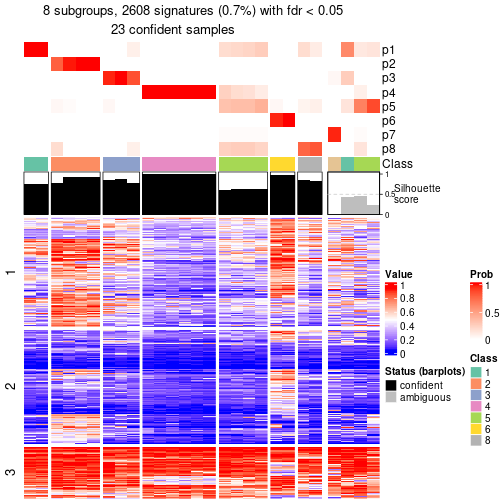 8 subgroups, 2608 signatures (0.7%) with fdr < 0.05
23 confident samples
p1
p2
p3
p4
p5
p6
p7
p8
Class
1
0.5
0
Silhouette
score
1
2
3
Value
1
0.8
0.6
0.4
0.2
0
Status (barplots)
confident
ambiguous
Prob
1
0.5
0
Class
1
2
3
4
5
6
8